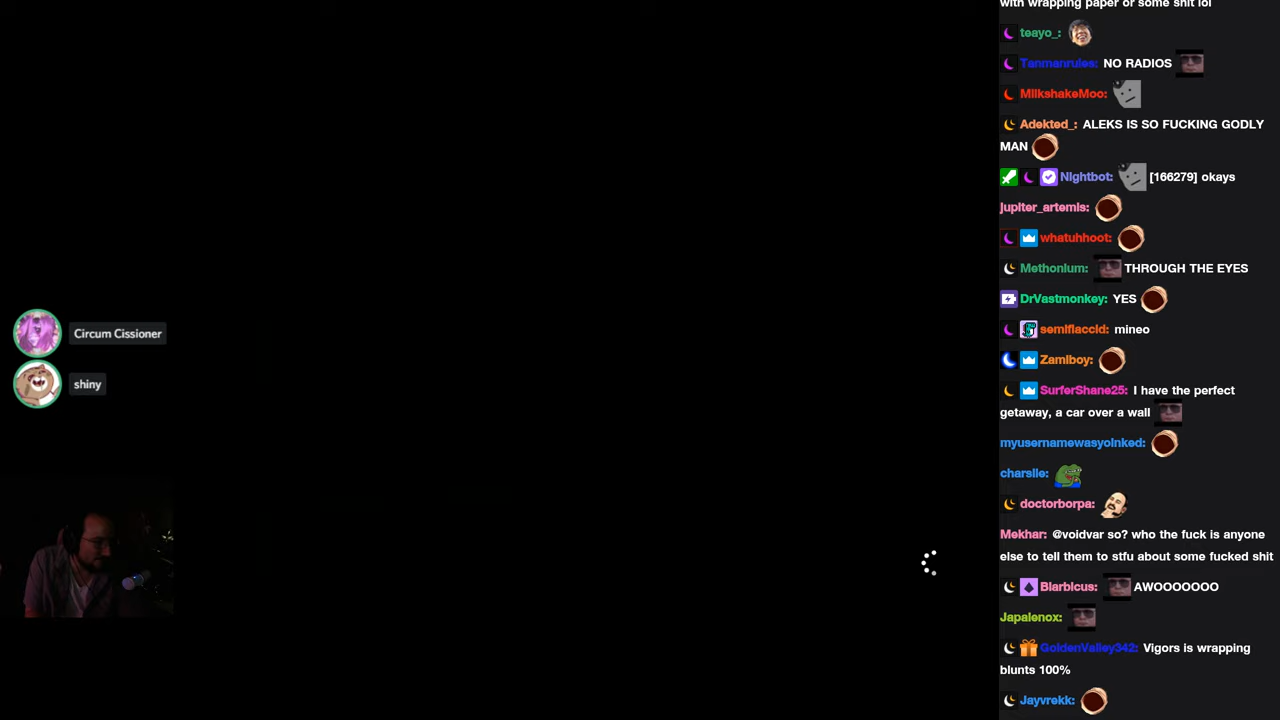 with wrapping paper or some shit lol
teayo_:
Tanmanrules: NO RADIOS
MilkshakeMoo:
Adekted_: ALEKS IS SO FUCKING GODLY
MAN
Nightbot: [166279] okays
jupiter_artemis:
whatuhhoot:
Methonium: THROUGH THE EYES
DrVastmonkey: YES
semiflaccid: mineo
Zamiboy:
SurferShane25: I have the perfect
getaway, a car over a wall
myusernamewasyoinked:
charslie:
doctorborpa:
Mekhar: @voidvar so? who the fuck is anyone
else to tell them to stfu about some fucked shit
Biarbicus: AWOOOOOOO
Japalenox:
GoldenValley342: Vigors is wrapping
blunts 100%
Jayvrekk:
Circum Cissioner
shiny